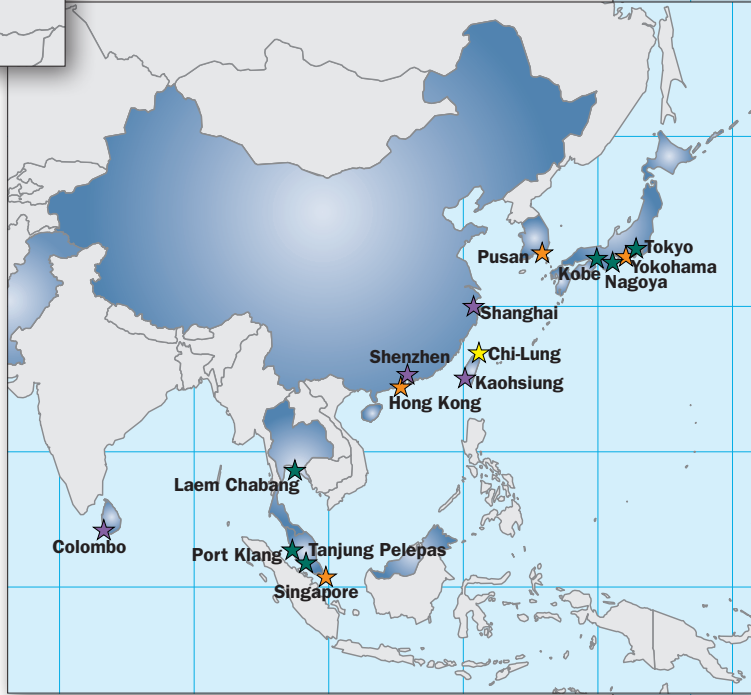 Tokyo
Pusan
Yokohama
Kobe
Nagoya
Shanghai
Chi-Lung
Shenzhen
Kaohsiung
Hong Kong
Laem Chabang
Colombo
Port Klang
Tanjung Pelepas
Singapore